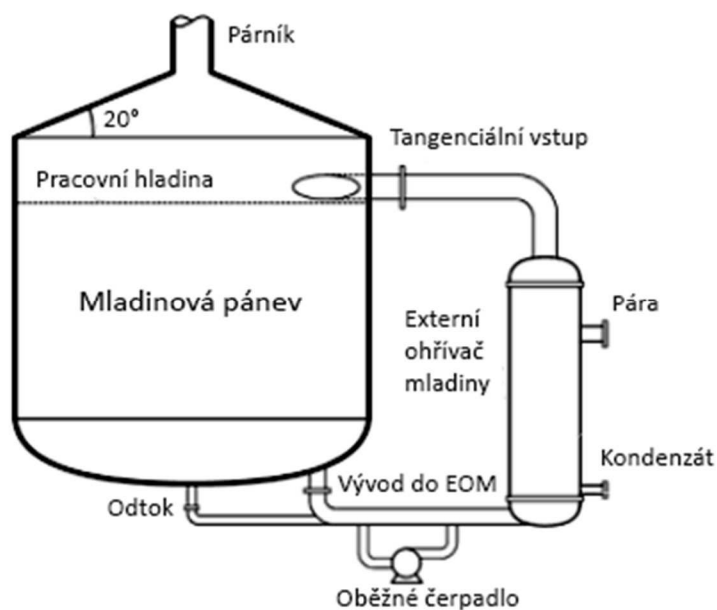 Párník
20°
Tangenciální vstup
Pracovní hladina
Mladinová pánev
Externí
ohřívač
mladiny
Pára
Kondenzát
Vývod do EOM
Odtok
Oběžné čerpadlo